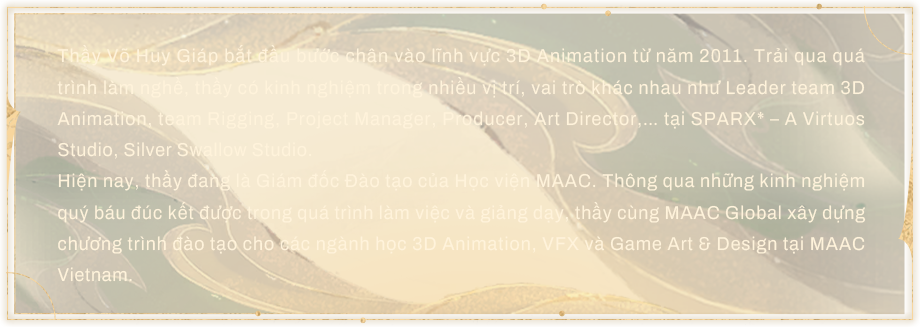 Thầy Võ Huy Giáp bắt đầu bước chân vào lĩnh vực 3D Animation từ năm 2011. Trải qua quá
trình làm nghề, thầy có kinh nghiệm trong nhiều vị trí, vai trò khác nhau như Leader team 3D
Animation, team Rigging, Project Manager, Producer, Art Director,... tại SPARX* – A Virtuos
Studio, Silver Swallow Studio.
Hiện nay, thầy đang là Giám đốc Đào tạo của Học viện MAAC. Thông qua những kinh nghiệm
quý báu đúc kết được trong quá trình làm việc và giảng dạy, thầy cùng MAAC Global xây dựng
chương trình đào tạo cho các ngành học 3D Animation, VFX và Game Art & Design tại MAAC
Vietnam.